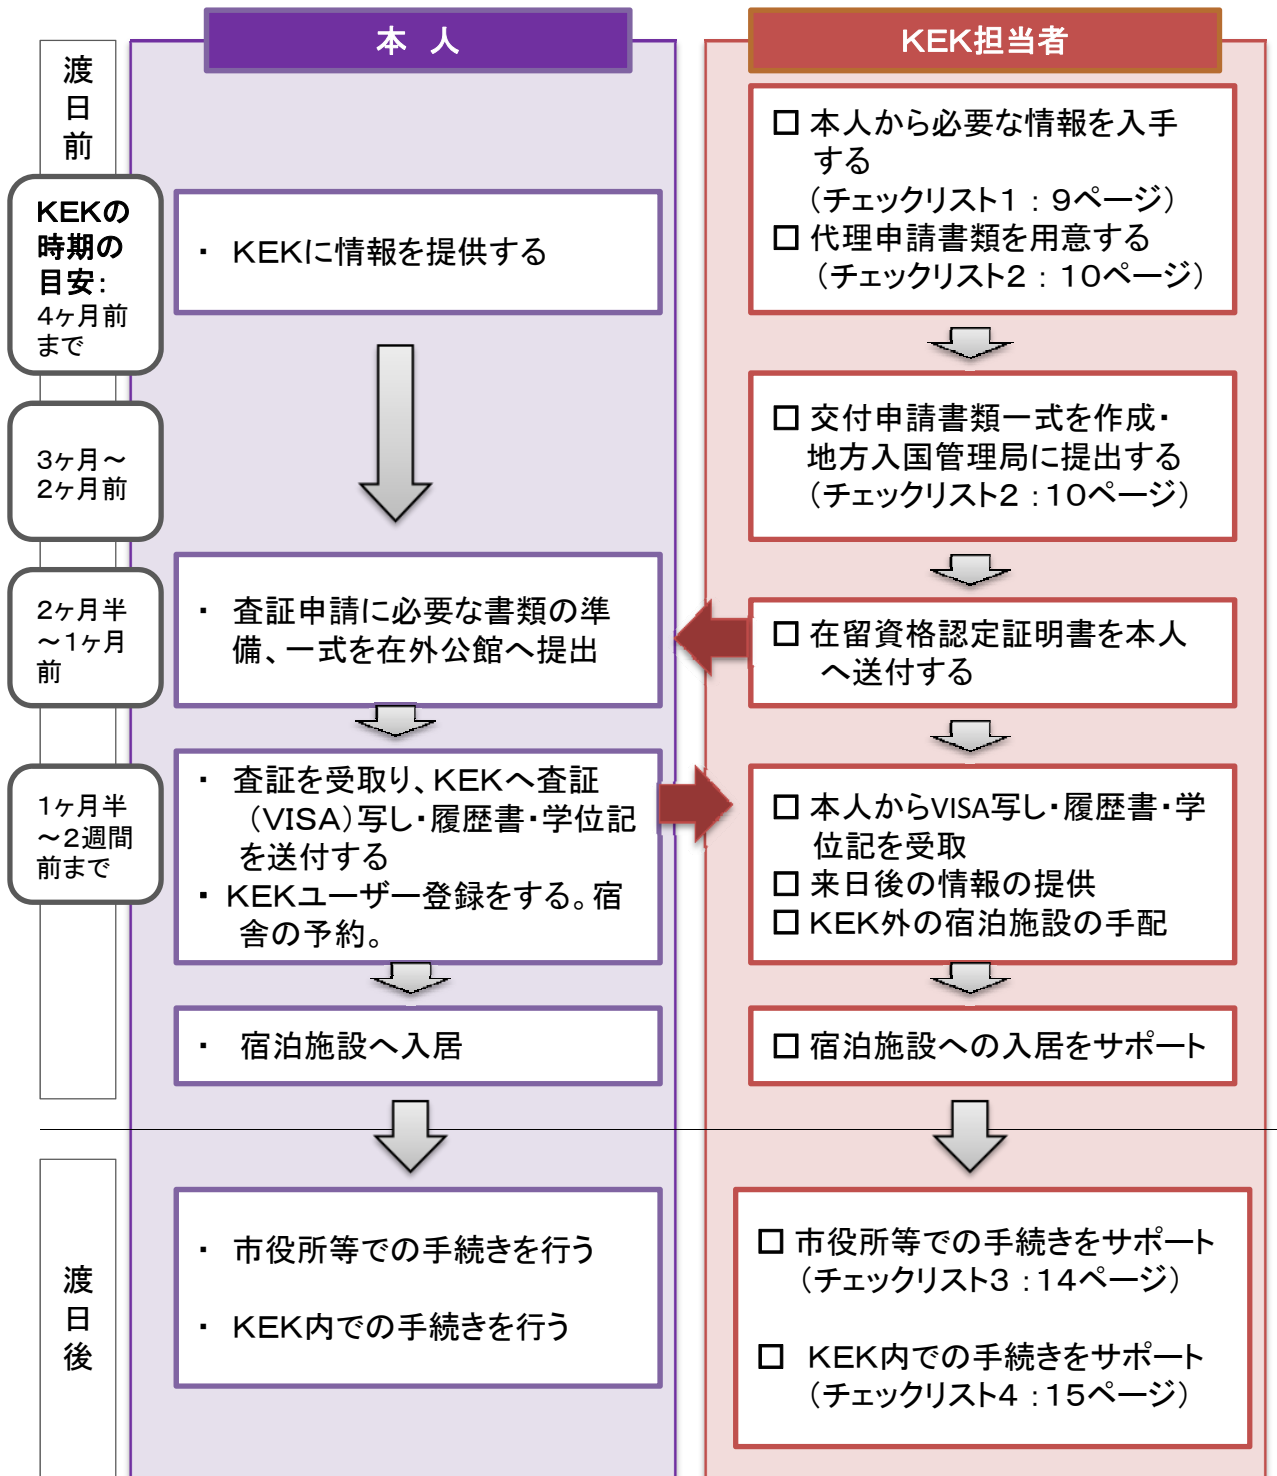 本 人
KEK担当者
渡日前
KEKの
時期の
目安：
4ヶ月前
まで
・ KEKに情報を提供する
□ 本人から必要な情報を入手
する
（チェックリスト1：9ページ）
□ 代理申請書類を用意する
（チェックリスト2：10ページ）
3ヶ月～
2ヶ月前
□ 交付申請書類一式を作成・
地方入国管理局に提出する
（チェックリスト2：10ページ）
2ヶ月半
～1ヶ月
前
・ 査証申請に必要な書類の準
備、一式を在外公館へ提出
□ 在留資格認定証明書を本人
へ送付する
1ヶ月半
～2週間
前まで
・ 査証を受取り、KEKへ査証
（VISA）写し・履歴書・学位記
を送付する
・ KEKユーザー登録をする。宿
舎の予約。
□ 本人からVISA写し・履歴書・学
位記を受取
□ 来日後の情報の提供
□ KEK外の宿泊施設の手配
・ 宿泊施設へ入居
□ 宿泊施設への入居をサポート
渡日後
・ 市役所等での手続きを行う
・ KEK内での手続きを行う
□ 市役所等での手続きをサポート
（チェックリスト3：14ページ）
□ KEK内での手続きをサポート
（チェックリスト4：15ページ）